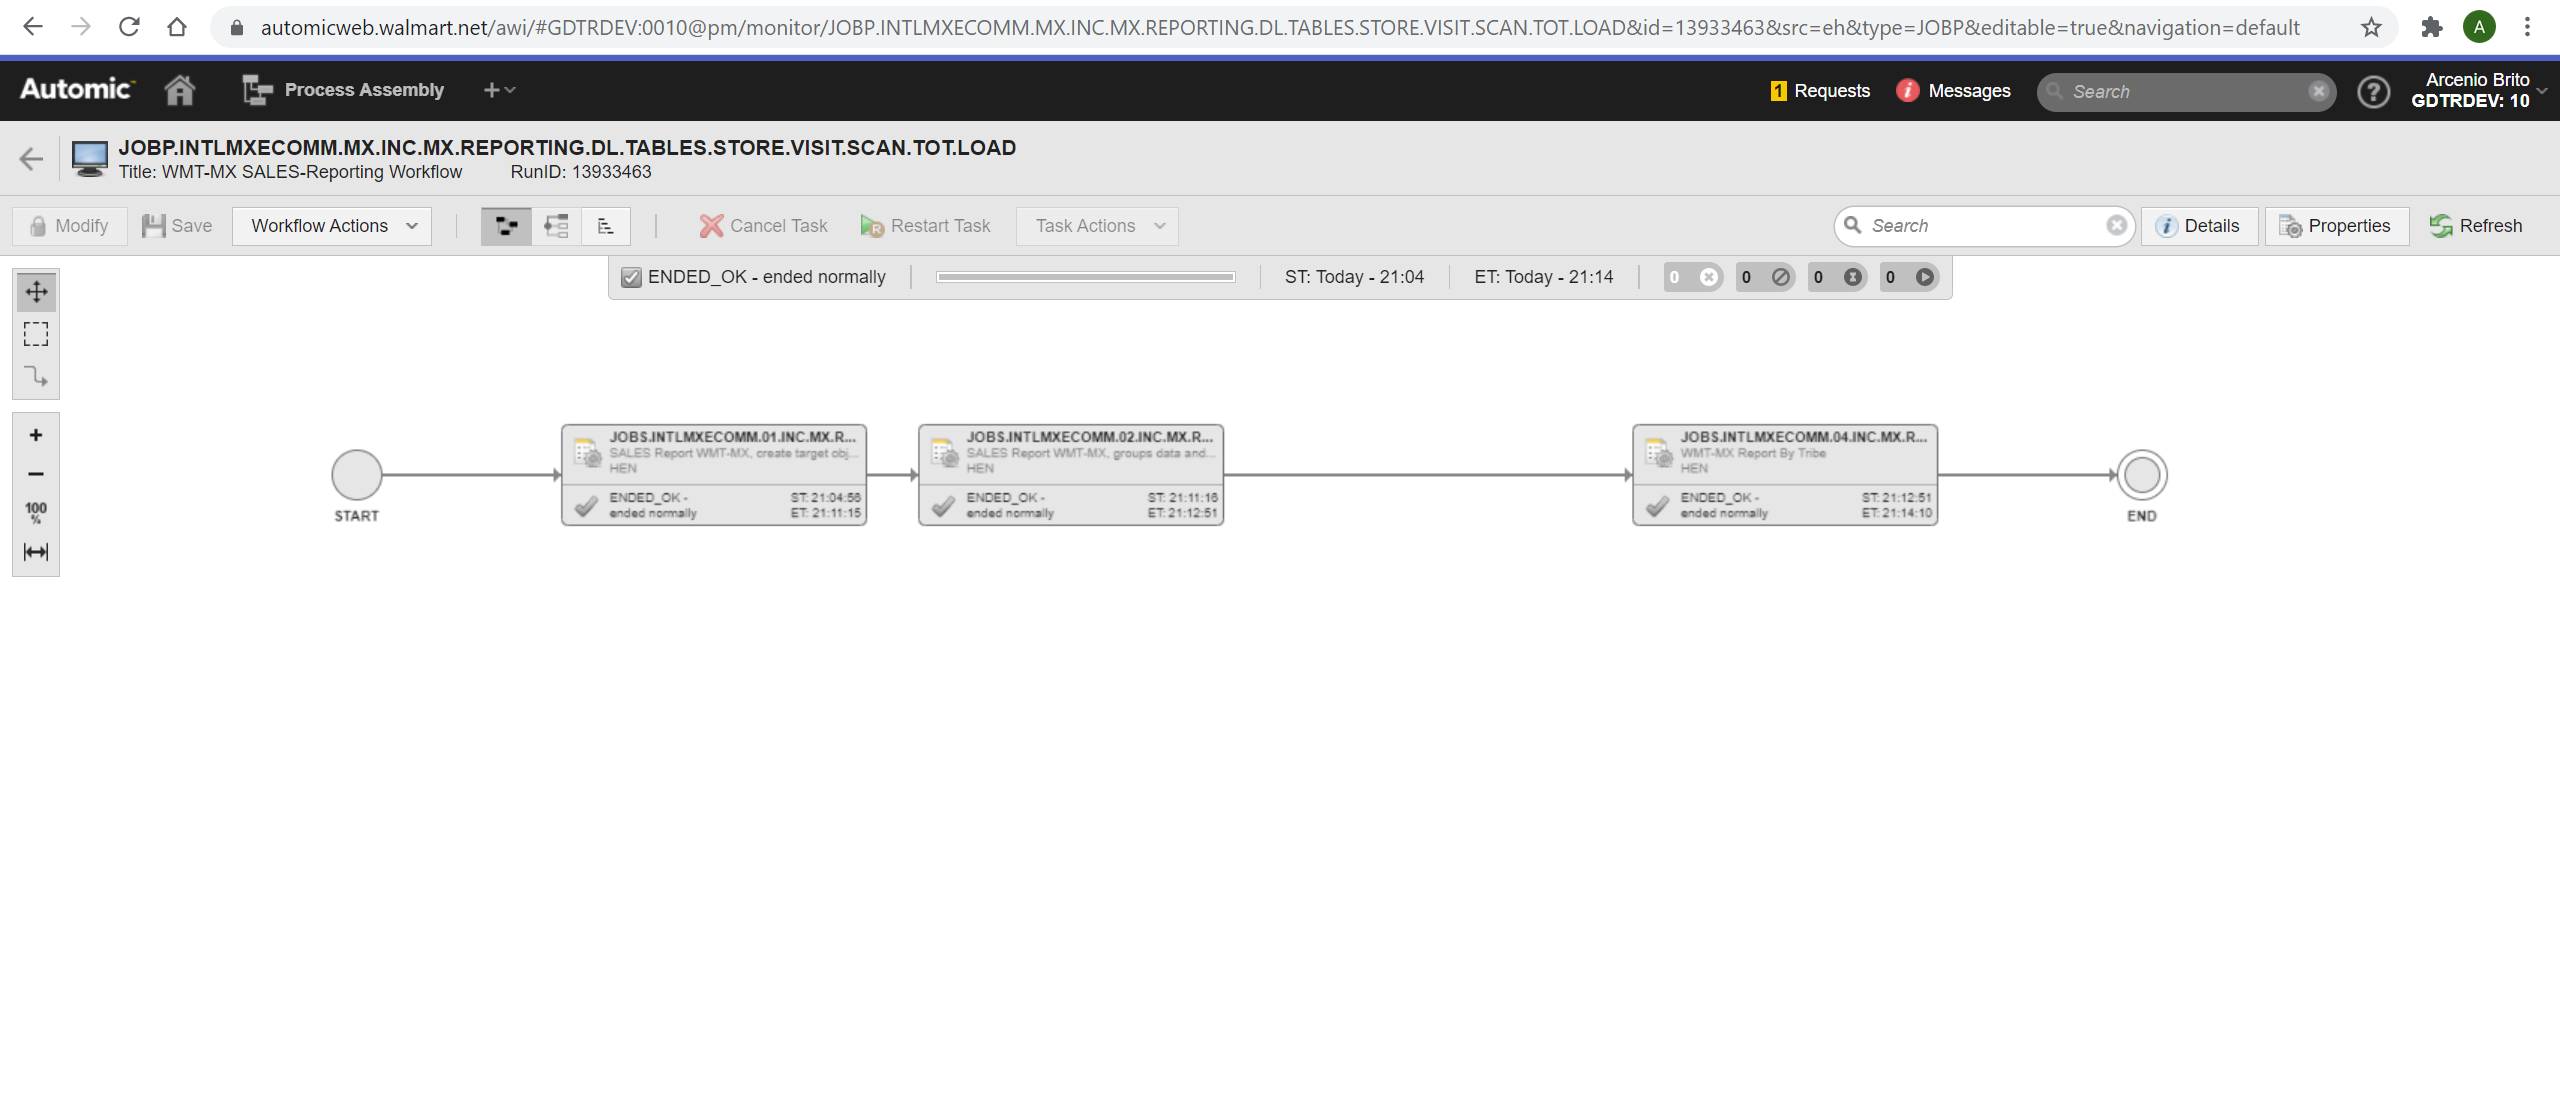 automicweb.walmart.net/awi/#GDTRDEV:0010@pm/monitor/JOBP.INTLMXECOMM.MX.INC.MX.REPORTING.DL.TABLES.STORE.VISIT.SCAN.TOT.LOAD&id=13933463&src=eh&type=JOBP&editable=true&navigation=default
A
Automic
Process Assembly
1 Requests
Messages
Search
Arcenio Brito
GDTRDEV: 10
JOBP.INTLMXECOMM.MX.INC.MX.REPORTING.DL.TABLES.STORE.VISIT.SCAN.TOT.LOAD
Title: WMT-MX SALES-Reporting Workflow RunID: 13933463
Modify Save Workflow Actions Cancel Task Restart Task Task Actions Search Details Properties Refresh
ENDED_OK - ended normally ST: Today - 21:04 ET: Today - 21:14 0 0 0 0
100
%
START
JOBS.INTLMXECOMM.01.INC.MX.R...
SALES Report WMT-MX, create target obj...
HEN
ENDED_OK - ST: 21:04:56
ended normally ET: 21:11:15
JOBS.INTLMXECOMM.02.INC.MX.R...
SALES Report WMT-MX, groups data and...
HEN
ENDED_OK - ST: 21:11:16
ended normally ET: 21:12:51
JOBS.INTLMXECOMM.04.INC.MX.R...
WMT-MX Report By Tribe
HEN
ENDED_OK - ST: 21:12:51
ended normally ET: 21:14:10
END